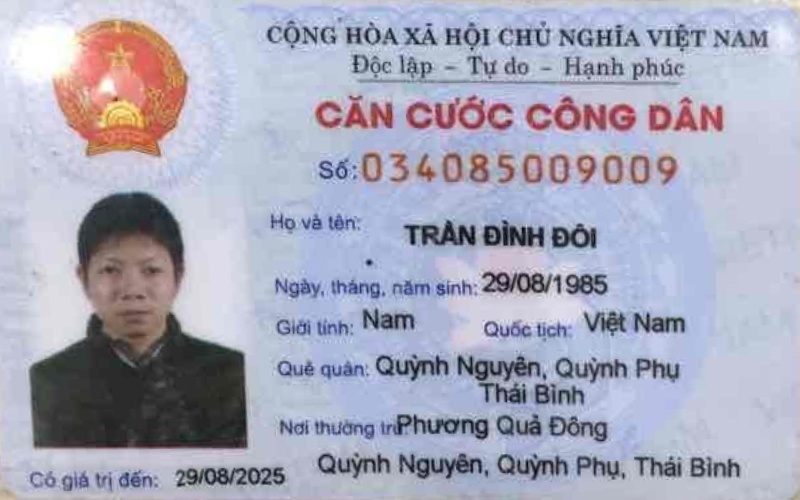 CỘNG HÒA XÃ HỘI CHỦ NGHĨA VIỆT NAM
Độc lập – Tự do – Hạnh phúc
CĂN CƯỚC CÔNG DÂN
Số: 034085009009
Họ và tên: TRẦN ĐÌNH ĐÔI
Ngày, tháng, năm sinh: 29/08/1985
Giới tính: Nam Quốc tịch: Việt Nam
Quê quán: Quỳnh Nguyên, Quỳnh Phụ
Thái Bình
Nơi thường trú: Phương Quả Đông
Quỳnh Nguyên, Quỳnh Phụ, Thái Bình
Có giá trị đến: 29/08/2025